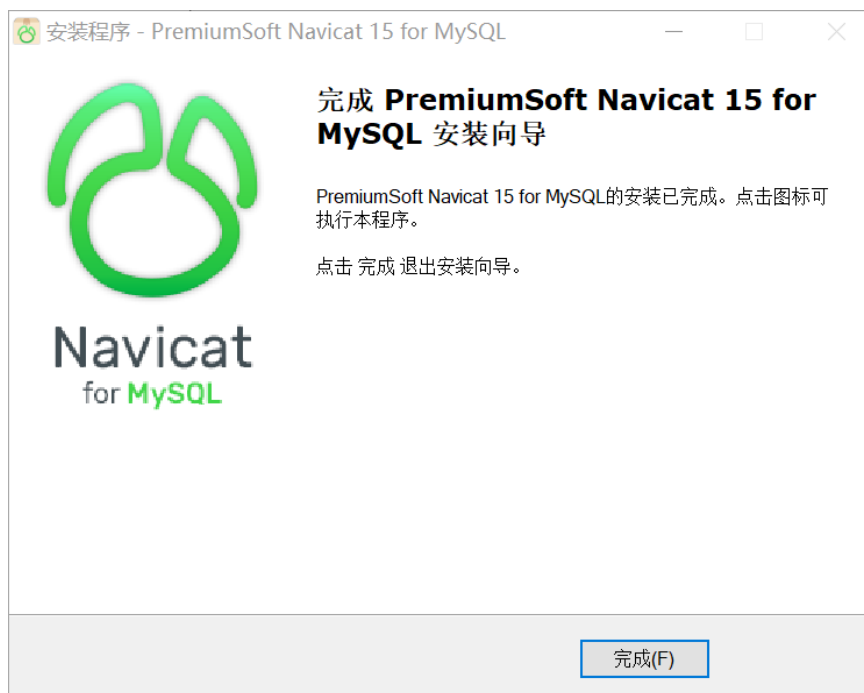 安装程序 - PremiumSoft Navicat 15 for MySQL
完成 PremiumSoft Navicat 15 for
MySQL 安装向导
PremiumSoft Navicat 15 for MySQL的安装已完成。点击图标可
执行本程序。
点击 完成 退出安装向导。
Navicat
for MySQL
完成(F)